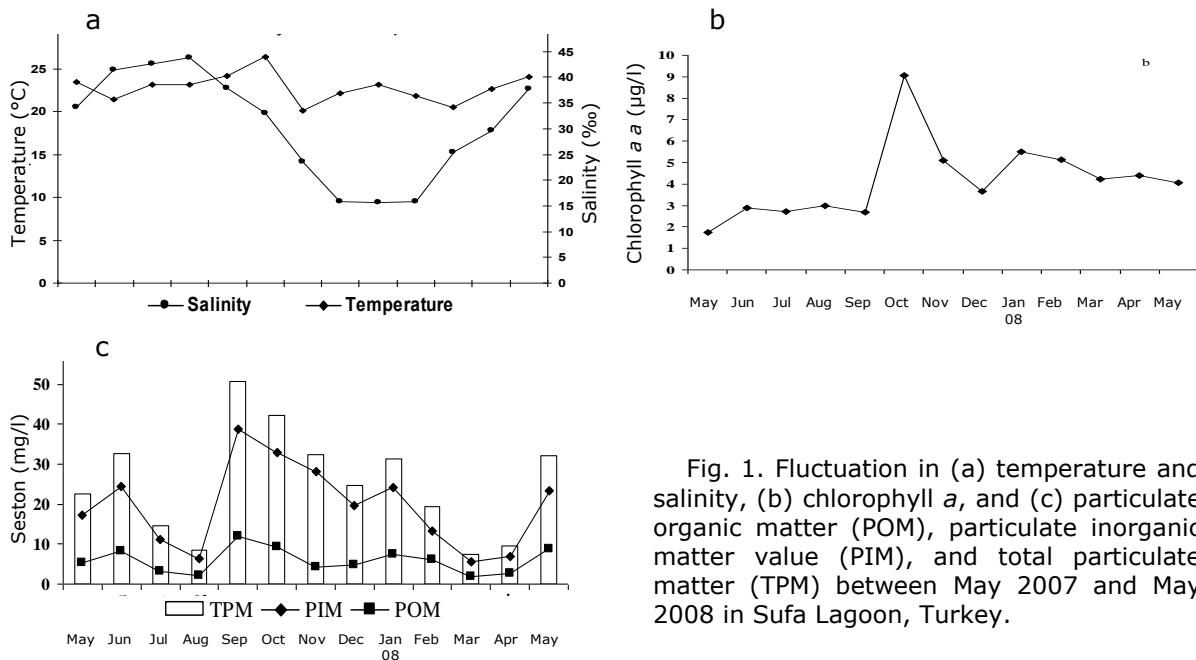 a
Temperature (°C)
25
20
15
10
5
0
Salinity (‰)
45
40
35
30
25
20
15
10
5
0
Salinity Temperature
b
b
Chlorophyll a a (µg/l)
10
9
8
7
6
5
4
3
2
1
0
May Jun Jul Aug Sep Oct Nov Dec Jan Feb Mar Apr May
08
c
Seston (mg/l)
50
40
30
20
10
0
TPM PIM POM
May Jun Jul Aug Sep Oct Nov Dec Jan Feb Mar Apr May
08
Fig. 1. Fluctuation in (a) temperature and
salinity, (b) chlorophyll a, and (c) particulate
organic matter (POM), particulate inorganic
matter value (PIM), and total particulate
matter (TPM) between May 2007 and May
2008 in Sufa Lagoon, Turkey.